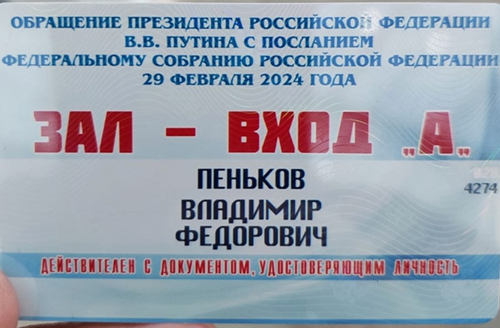 ОБРАЩЕНИЕ ПРЕЗИДЕНТА РОССИЙСКОЙ ФЕДЕРАЦИИ
В.В. ПУТИНА С ПОСЛАНИЕМ
ФЕДЕРАЛЬНОМУ СОБРАНИЮ РОССИЙСКОЙ ФЕДЕРАЦИИ
29 ФЕВРАЛЯ 2024 ГОДА
ЗАЛ – ВХОД „А„
ПЕНЬКОВ
4274
ВЛАДИМИР
ФЕДОРОВИЧ
ДЕЙСТВИТЕЛЕН С ДОКУМЕНТОМ, УДОСТОВЕРЯЮЩИМ ЛИЧНОСТЬ